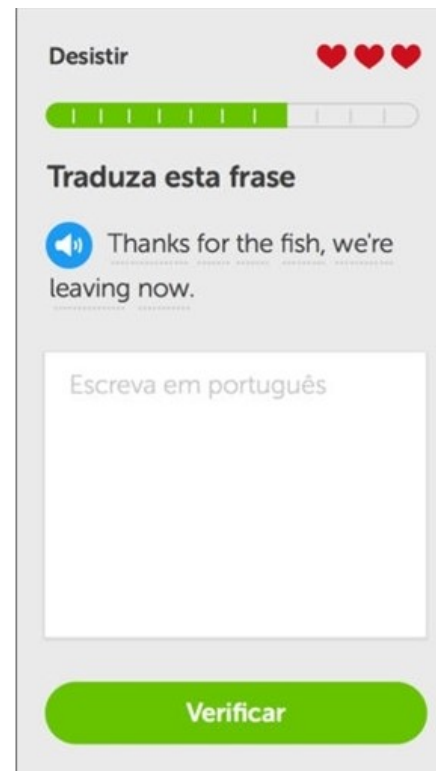 Desistir
Traduza esta frase
Thanks for the fish, we're
leaving now.
Escreva em português
Verificar